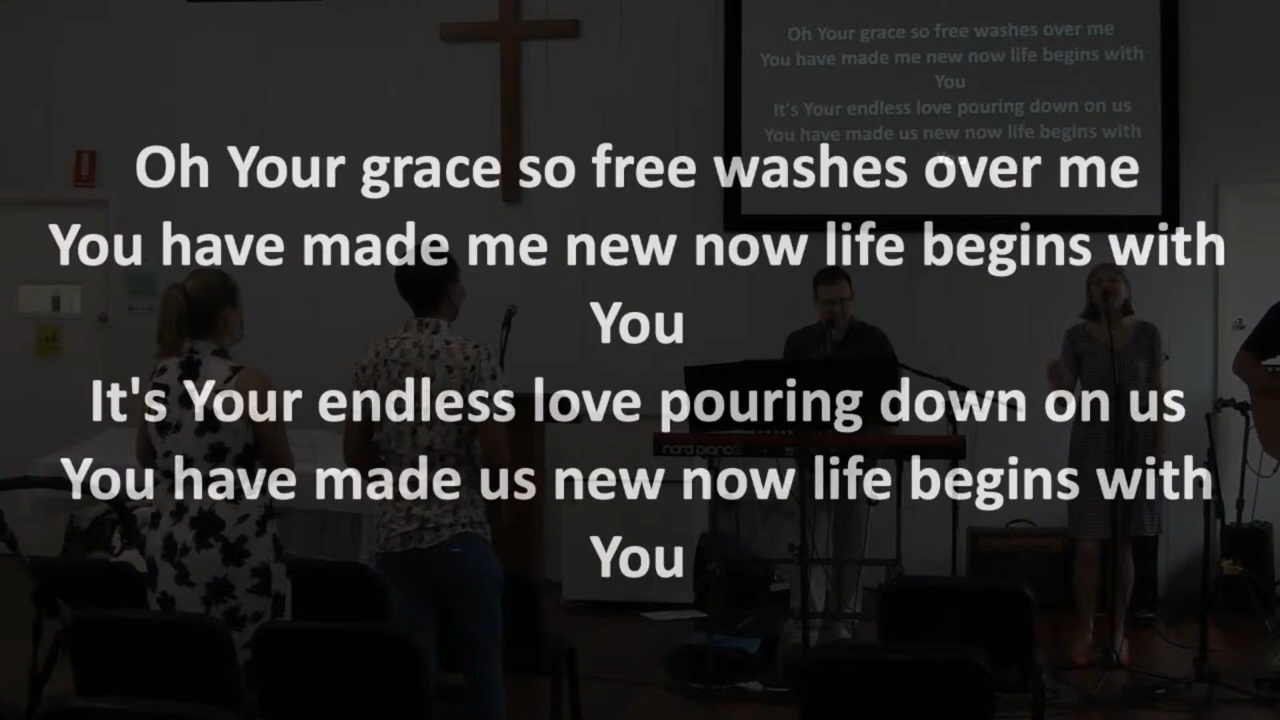 Oh Your grace so free washes over me
You have made me new now life begins with
You
It's Your endless love pouring down on us
You have made us new now life begins with
Oh Your grace so free washes over me
You have made me new now life begins with
You
It's Your endless love pouring down on us
You have made us new now life begins with
You
nord piano